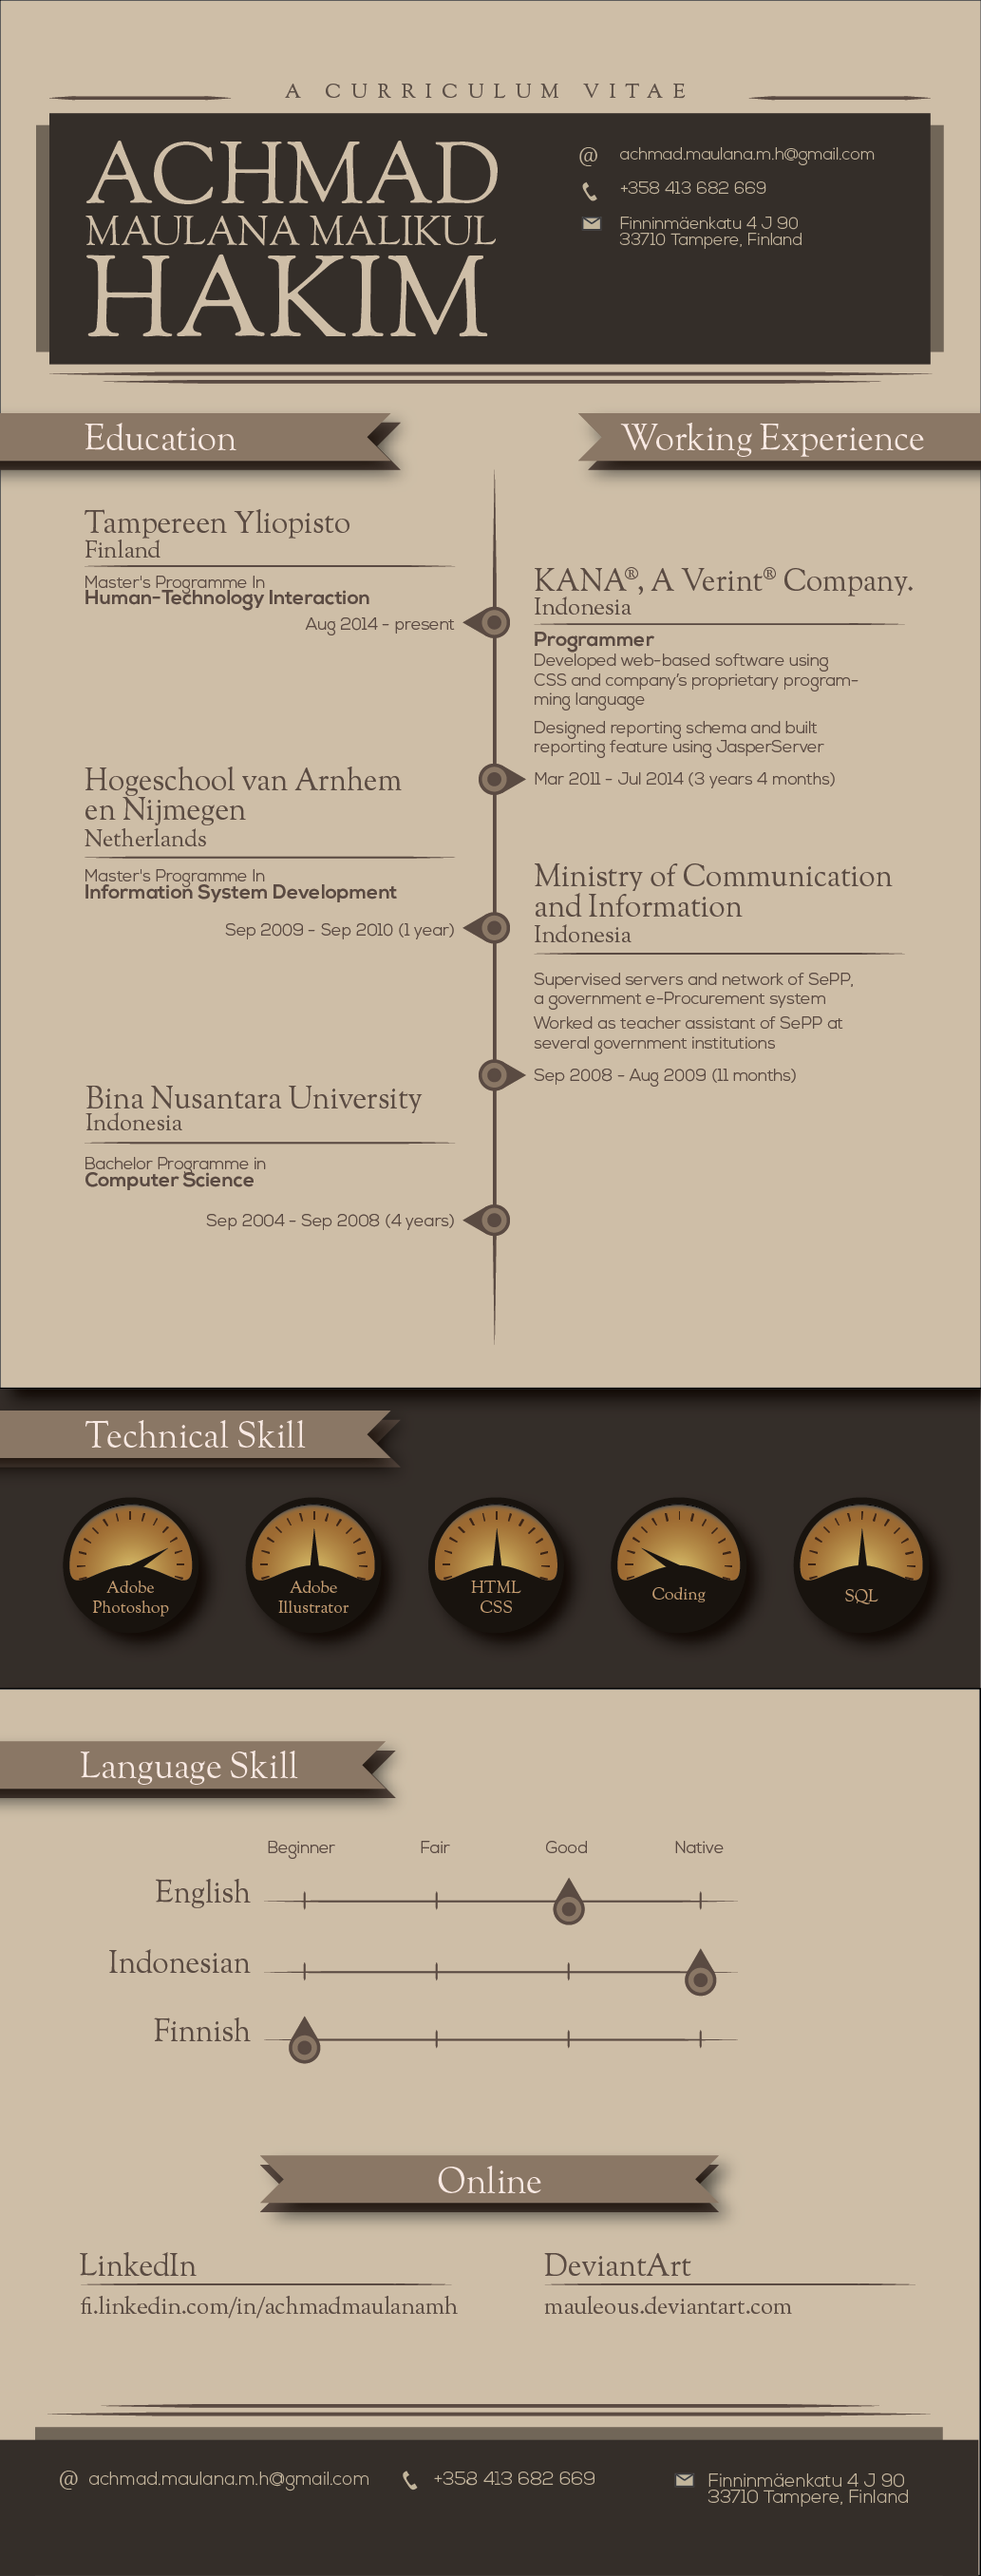 A CURRICULUM VITAE
ACHMAD
MAULANA MALIKUL
HAKIM
@ achmad.maulana.m.h@gmail.com
+358 413 682 669
Finninmäenkatu 4 J 90
33710 Tampere, Finland
Education
Tampereen Yliopisto
Finland
Master's Programme In
Human-Technology Interaction
Aug 2014 - present
Hogeschool van Arnhem
en Nijmegen
Netherlands
Master's Programme In
Information System Development
Sep 2009 - Sep 2010 (1 year)
Bina Nusantara University
Indonesia
Bachelor Programme in
Computer Science
Sep 2004 - Sep 2008 (4 years)
Working Experience
KANA®, A Verint® Company.
Indonesia
Programmer
Developed web-based software using
CSS and company's proprietary program-
ming language
Designed reporting schema and built
reporting feature using JasperServer
Mar 2011 - Jul 2014 (3 years 4 months)
Ministry of Communication
and Information
Indonesia
Supervised servers and network of SePP,
a government e-Procurement system
Worked as teacher assistant of SePP at
several government institutions
Sep 2008 - Aug 2009 (11 months)
Technical Skill
Adobe
Photoshop
Adobe
Illustrator
HTML
CSS
Coding
SQL
Language Skill
Beginner Fair Good Native
English
Indonesian
Finnish
Online
LinkedIn
fi.linkedin.com/in/achmadmaulanamh
DeviantArt
mauleous.deviantart.com
@ achmad.maulana.m.h@gmail.com
+358 413 682 669
Finninmäenkatu 4 J 90
33710 Tampere, Finland